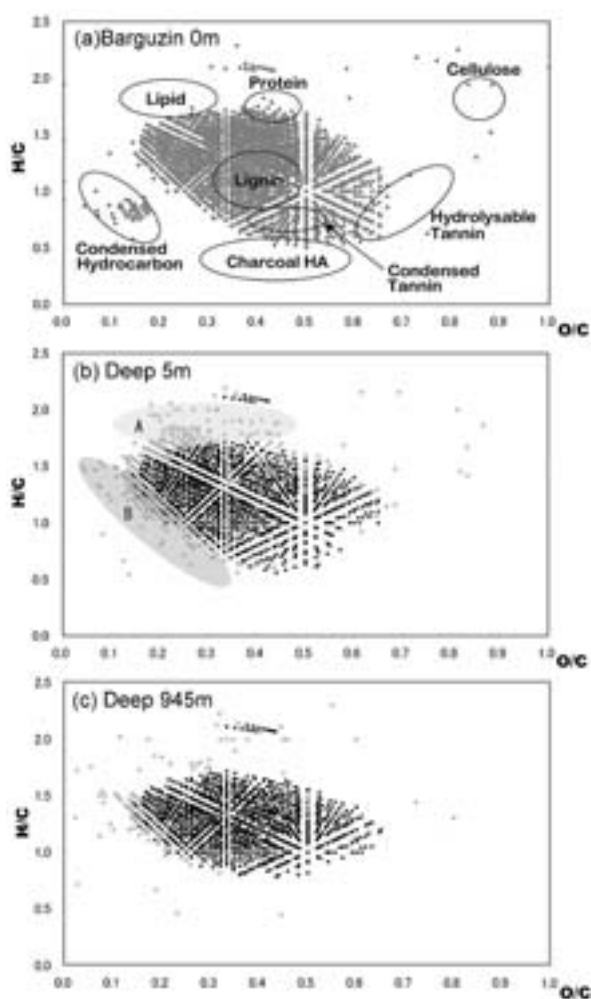 (a)Barguzin 0m
2.5
2.0
1.5
1.0
0.5
0.0
H/C
Lipid
Protein
Cellulose
Lignin
Condensed
Hydrocarbon
Charcoal HA
Hydrolysable
-Tannin
Condensed
Tannin
0.0 0.1 0.2 0.3 0.4 0.5 0.6 0.7 0.8 0.9 1.0
O/C
(b) Deep 5m
2.5
2.0
1.5
1.0
0.5
0.0
H/C
A
B
0.0 0.1 0.2 0.3 0.4 0.5 0.6 0.7 0.8 0.9 1.0
O/C
(c) Deep 945m
2.5
2.0
1.5
1.0
0.5
0.0
H/C
0.0 0.1 0.2 0.3 0.4 0.5 0.6 0.7 0.8 0.9 1.0
O/C